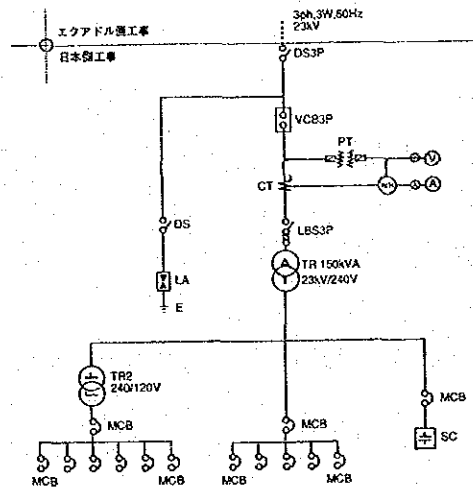 3ph,3W,60Hz
23kV
エクアドル側工事
日本側工事
DS3P
VCB3P
PT
V
CT
A
DS
LBS3P
TR 150kVA
23kV/240V
LA
E
TR2
240/120V
MCB
MCB
MCB
SC
MCB
MCB
MCB
MCB